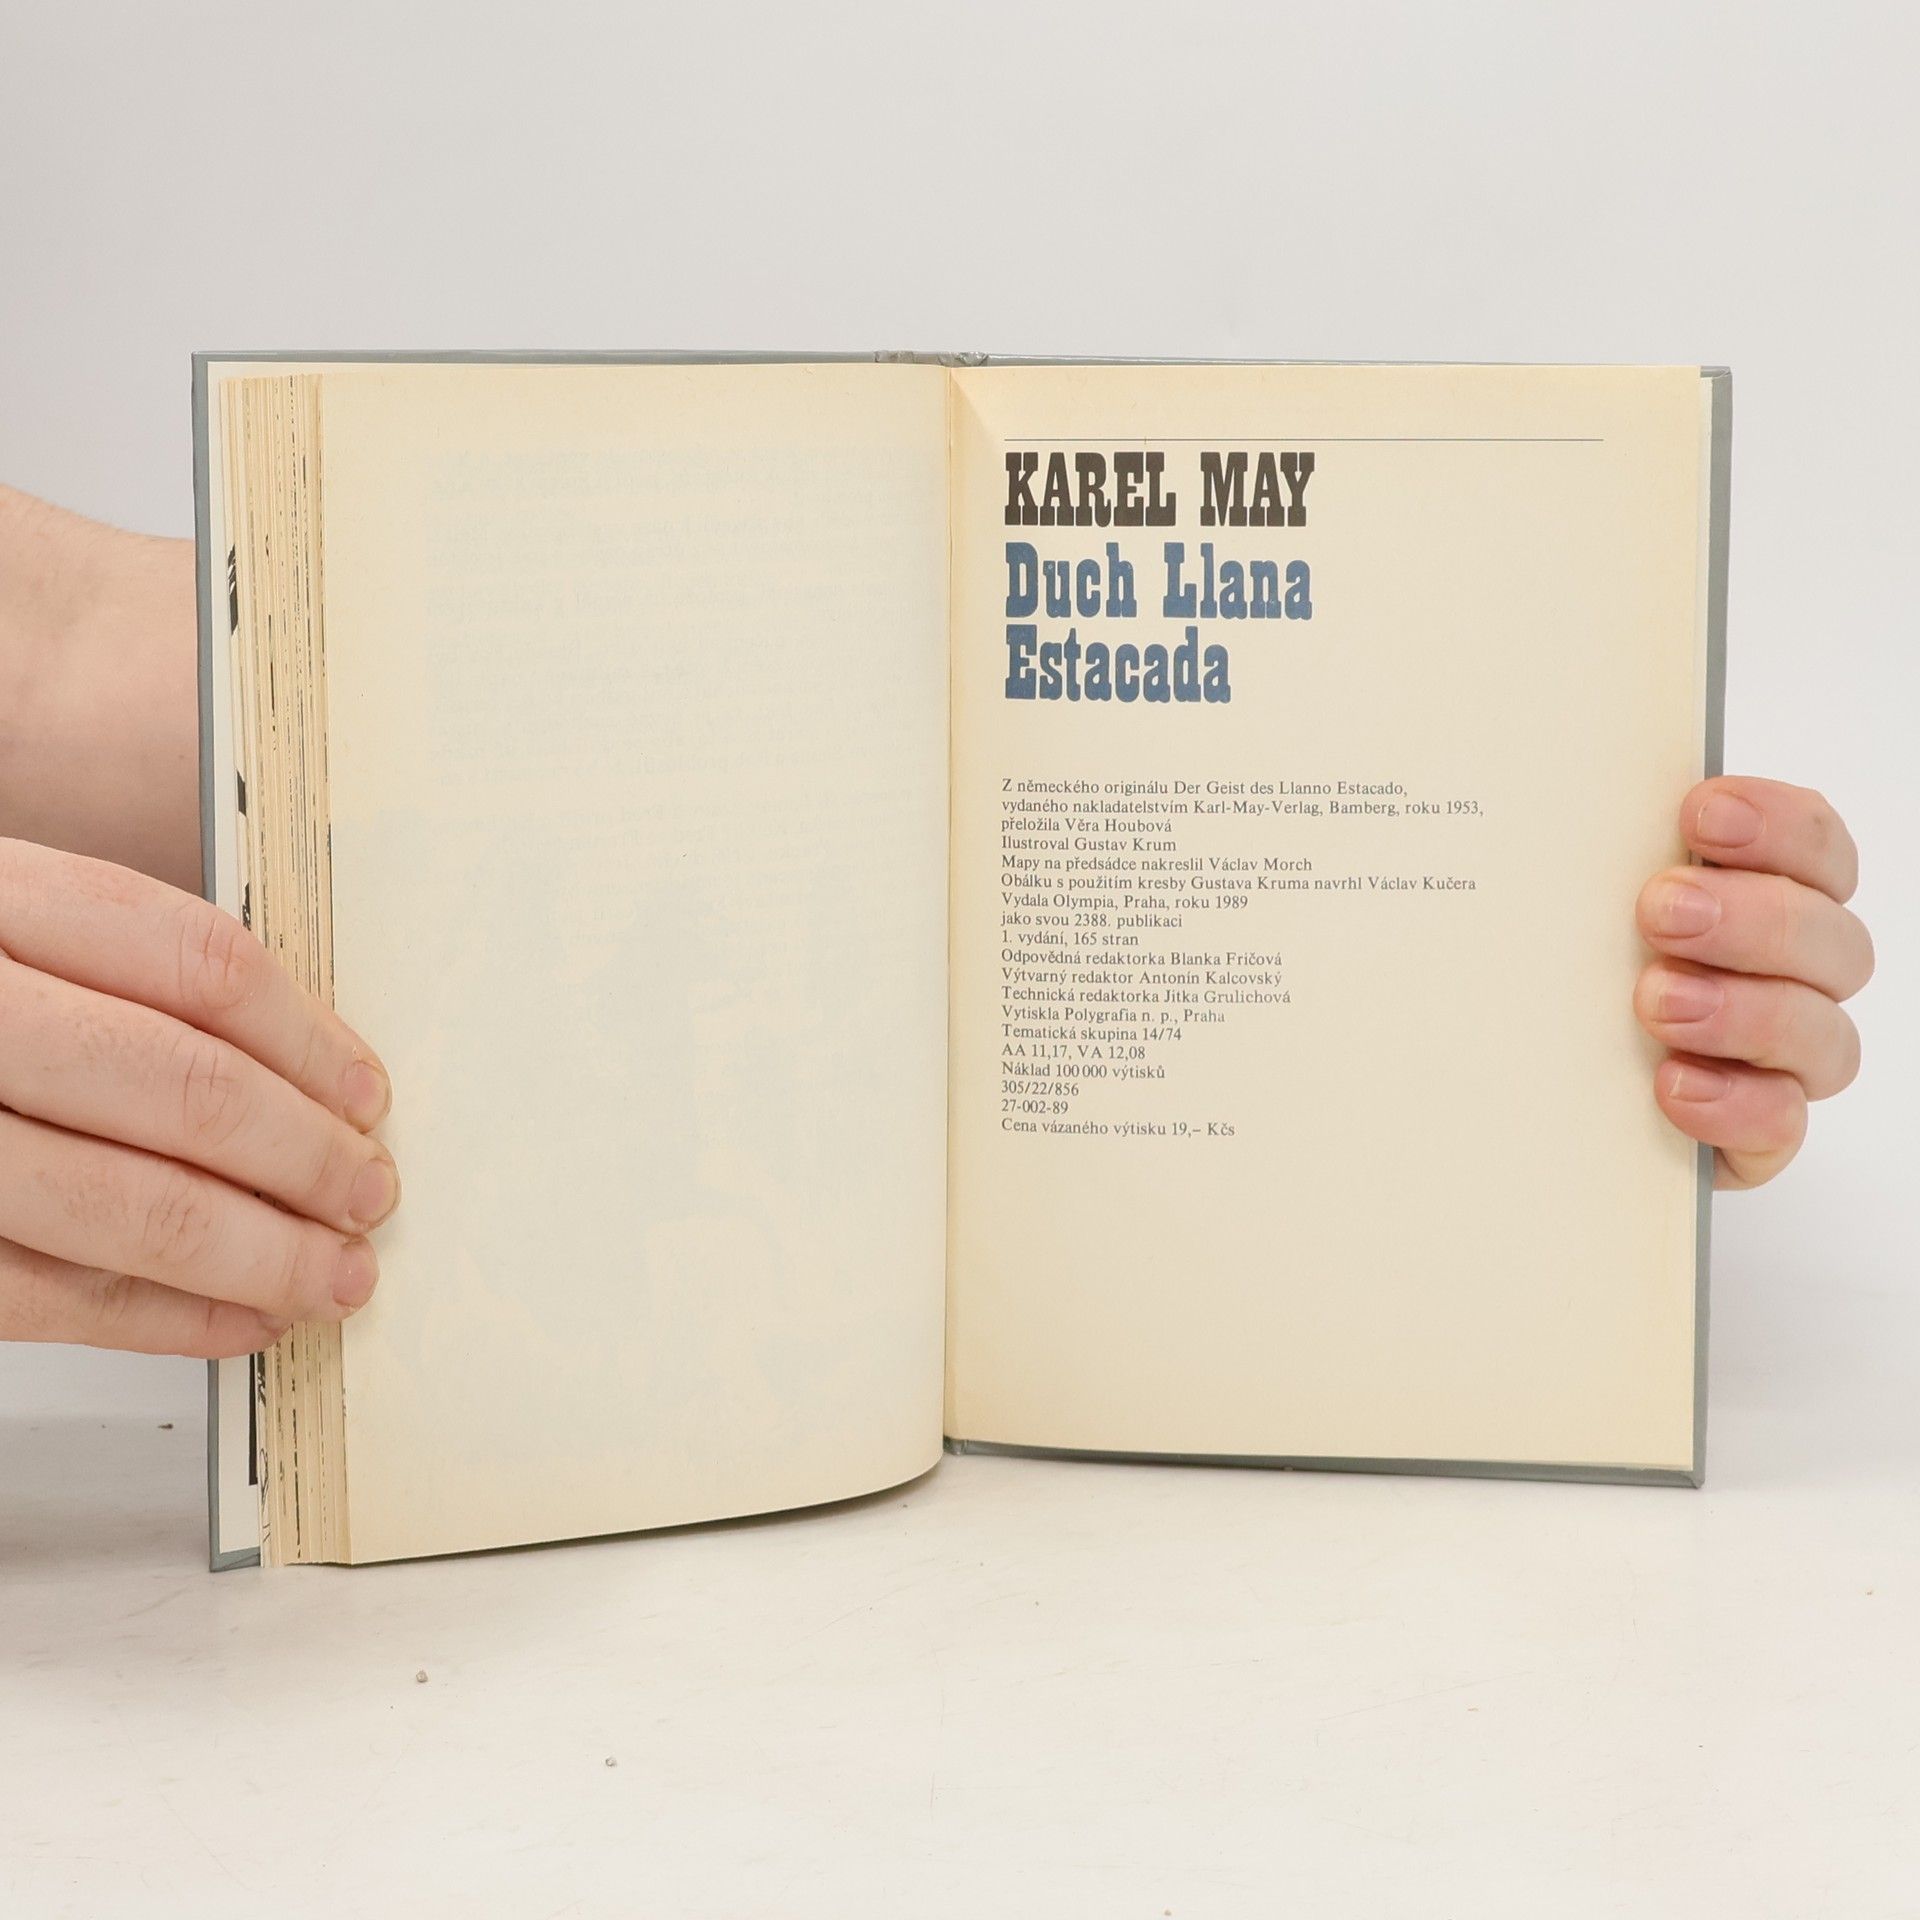 KAREL MAY
Duch Llana
Estacada
Z německého originálu Der Geist des Llanno Estacado,
vydaného nakladatelstvím Karl-May-Verlag, Bamberg, roku 1953,
přeložila Věra Houbová
Ilustroval Gustav Krum
Mapy na předsádce nakreslil Václav Morch
Obálku s použitím kresby Gustava Kruma navrhl Václav Kučera
Vydala Olympia, Praha, roku 1989
jako svou 2388. publikaci
1. vydání, 165 stran
Odpovědná redaktorka Blanka Fričová
Výtvarný redaktor Antonín Kalcovský
Technická redaktorka Jitka Grulichová
Vytiskla Polygrafia n. p., Praha
Tematická skupina 14/74
AA 11,17, VA 12,08
Náklad 100 000 výtisků
305/22/856
27-002-89
Cena vázaného výtisku 19,– Kčs